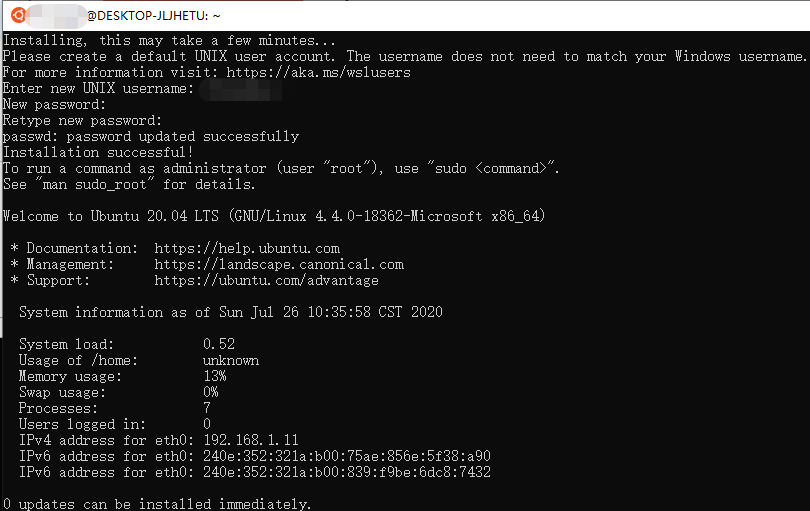 @DESKTOP-JLJHETU: ~
Installing, this may take a few minutes...
Please create a default UNIX user account. The username does not need to match your Windows username.
For more information visit: https://aka.ms/wslusers
Enter new UNIX username:
New password:
Retype new password:
passwd: password updated successfully
Installation successful!
To run a command as administrator (user "root"), use "sudo <command>".
See "man sudo_root" for details.
Welcome to Ubuntu 20.04 LTS (GNU/Linux 4.4.0-18362-Microsoft x86_64)
* Documentation: https://help.ubuntu.com
* Management: https://landscape.canonical.com
* Support: https://ubuntu.com/advantage
System information as of Sun Jul 26 10:35:58 CST 2020
System load: 0.52
Usage of /home: unknown
Memory usage: 13%
Swap usage: 0%
Processes: 7
Users logged in: 0
IPv4 address for eth0: 192.168.1.11
IPv6 address for eth0: 240e:352:321a:b00:75ae:856e:5f38:a90
IPv6 address for eth0: 240e:352:321a:b00:839:f9be:6dc8:7432
0 updates can be installed immediately.